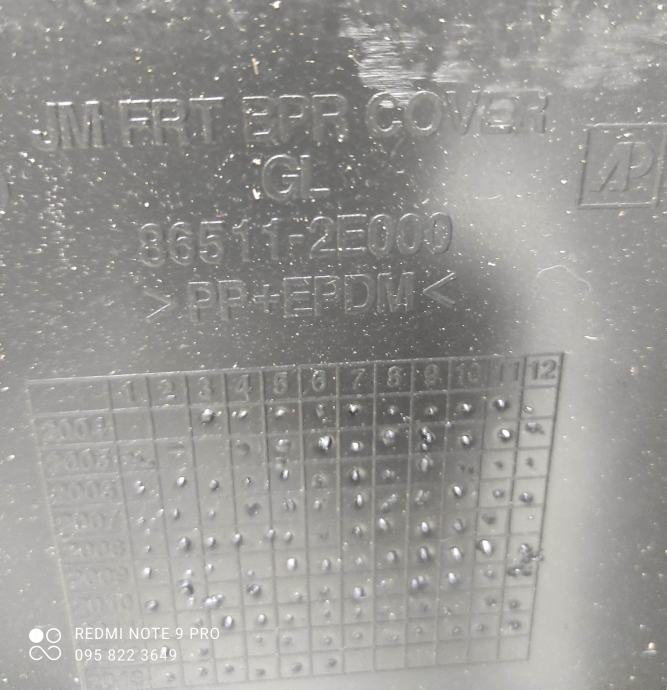 JM FRT BPR COVER
GL
AP
86511-2E000
>PP+EPDM<
1 2 3 4 5 6 7 8 9 10 11 12
2004
2005
2006
2007
2008
2009
2010
REDMI NOTE 9 PRO
095 822 3649